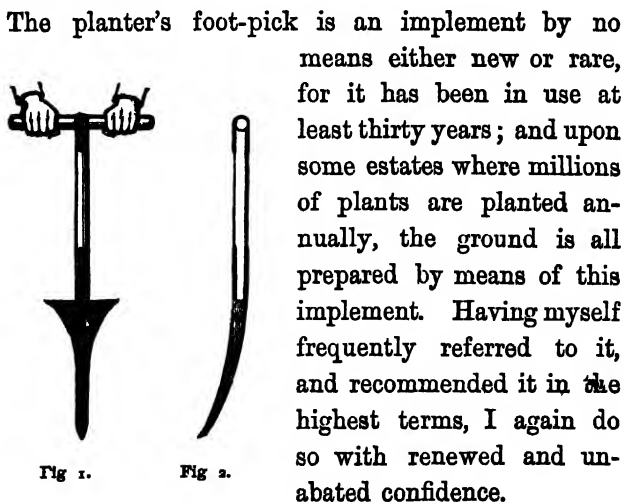 The planter's foot-pick is an implement by no
means either new or rare,
for it has been in use at
least thirty years; and upon
some estates where millions
of plants are planted an-
nually, the ground is all
prepared by means of this
implement. Having myself
frequently referred to it,
and recommended it in the
highest terms, I again do
so with renewed and un-
abated confidence.
Fig 1. Fig 2.